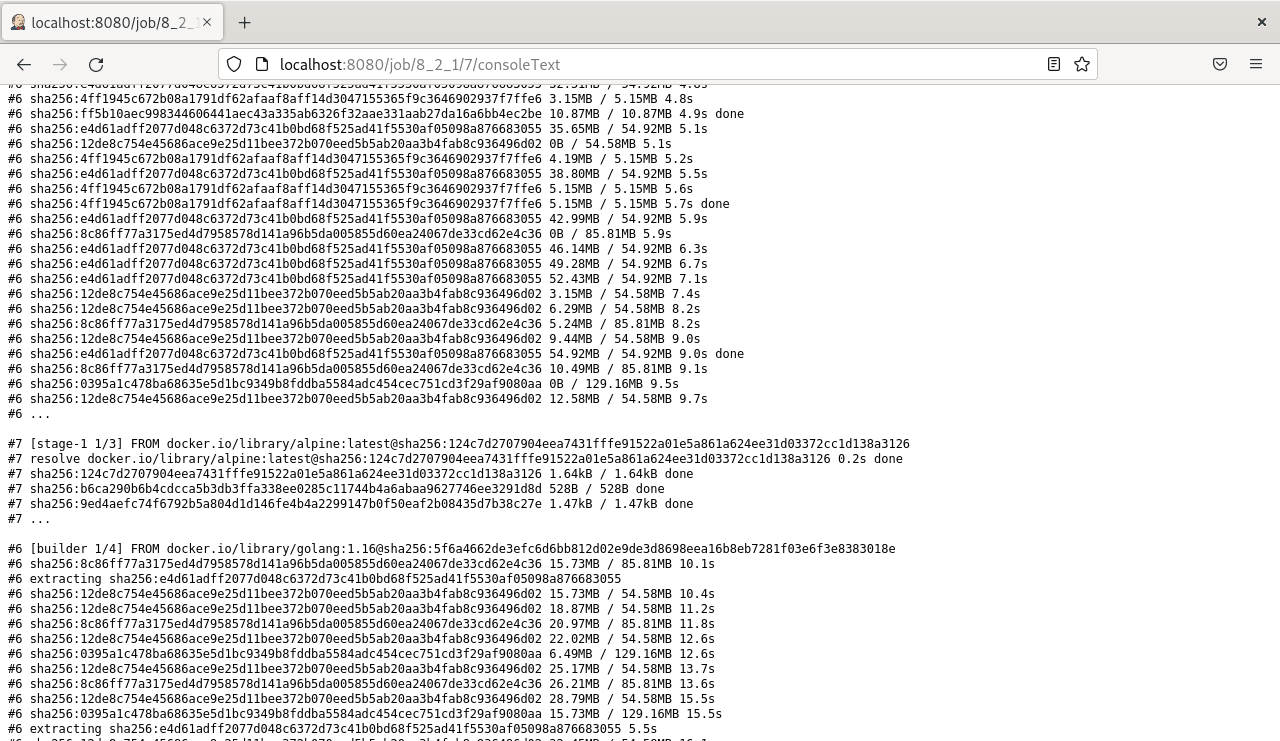 localhost:8080/job/8_2_1
localhost:8080/job/8_2_1/7/consoleText
#6 sha256:e4d61adff2077d048c6372d73c41b0bd68f525ad41f5530af05098a876683055 32.51MB / 54.92MB 4.8s
#6 sha256:4ff1945c672b08a1791df62afaaf8aff14d3047155365f9c3646902937f7ffe6 3.15MB / 5.15MB 4.8s
#6 sha256:ff5b10aec998344606441aec43a335ab6326f32aae331aab27da16a6bb4ec2be 10.87MB / 10.87MB 4.9s done
#6 sha256:e4d61adff2077d048c6372d73c41b0bd68f525ad41f5530af05098a876683055 35.65MB / 54.92MB 5.1s
#6 sha256:12de8c754e45686ace9e25d11bee372b070eed5b5ab20aa3b4fab8c936496d02 0B / 54.58MB 5.1s
#6 sha256:4ff1945c672b08a1791df62afaaf8aff14d3047155365f9c3646902937f7ffe6 4.19MB / 5.15MB 5.2s
#6 sha256:e4d61adff2077d048c6372d73c41b0bd68f525ad41f5530af05098a876683055 38.80MB / 54.92MB 5.5s
#6 sha256:4ff1945c672b08a1791df62afaaf8aff14d3047155365f9c3646902937f7ffe6 5.15MB / 5.15MB 5.6s
#6 sha256:4ff1945c672b08a1791df62afaaf8aff14d3047155365f9c3646902937f7ffe6 5.15MB / 5.15MB 5.7s done
#6 sha256:e4d61adff2077d048c6372d73c41b0bd68f525ad41f5530af05098a876683055 42.99MB / 54.92MB 5.9s
#6 sha256:8c86ff77a3175ed4d7958578d141a96b5da005855d60ea24067de33cd62e4c36 0B / 85.81MB 5.9s
#6 sha256:e4d61adff2077d048c6372d73c41b0bd68f525ad41f5530af05098a876683055 46.14MB / 54.92MB 6.3s
#6 sha256:e4d61adff2077d048c6372d73c41b0bd68f525ad41f5530af05098a876683055 49.28MB / 54.92MB 6.7s
#6 sha256:e4d61adff2077d048c6372d73c41b0bd68f525ad41f5530af05098a876683055 52.43MB / 54.92MB 7.1s
#6 sha256:12de8c754e45686ace9e25d11bee372b070eed5b5ab20aa3b4fab8c936496d02 3.15MB / 54.58MB 7.4s
#6 sha256:12de8c754e45686ace9e25d11bee372b070eed5b5ab20aa3b4fab8c936496d02 6.29MB / 54.58MB 8.2s
#6 sha256:8c86ff77a3175ed4d7958578d141a96b5da005855d60ea24067de33cd62e4c36 5.24MB / 85.81MB 8.2s
#6 sha256:12de8c754e45686ace9e25d11bee372b070eed5b5ab20aa3b4fab8c936496d02 9.44MB / 54.58MB 9.0s
#6 sha256:e4d61adff2077d048c6372d73c41b0bd68f525ad41f5530af05098a876683055 54.92MB / 54.92MB 9.0s done
#6 sha256:8c86ff77a3175ed4d7958578d141a96b5da005855d60ea24067de33cd62e4c36 10.49MB / 85.81MB 9.1s
#6 sha256:0395a1c478ba68635e5d1bc9349b8fddba5584adc454cec751cd3f29af9080aa 0B / 129.16MB 9.5s
#6 sha256:12de8c754e45686ace9e25d11bee372b070eed5b5ab20aa3b4fab8c936496d02 12.58MB / 54.58MB 9.7s
#6 ...
#7 [stage-1 1/3] FROM docker.io/library/alpine:latest@sha256:124c7d2707904eea7431fffe91522a01e5a861a624ee31d03372cc1d138a3126
#7 resolve docker.io/library/alpine:latest@sha256:124c7d2707904eea7431fffe91522a01e5a861a624ee31d03372cc1d138a3126 0.2s done
#7 sha256:124c7d2707904eea7431fffe91522a01e5a861a624ee31d03372cc1d138a3126 1.64kB / 1.64kB done
#7 sha256:b6ca290b6b4cdcca5b3db3ffa338ee0285c11744b4a6abaa9627746ee3291d8d 528B / 528B done
#7 sha256:9ed4aefc74f6792b5a804d1d146fe4b4a2299147b0f50eaf2b08435d7b38c27e 1.47kB / 1.47kB done
#7 ...
#6 [builder 1/4] FROM docker.io/library/golang:1.16@sha256:5f6a4662de3efc6d6bb812d02e9de3d8698eea16b8eb7281f03e6f3e8383018e
#6 sha256:8c86ff77a3175ed4d7958578d141a96b5da005855d60ea24067de33cd62e4c36 15.73MB / 85.81MB 10.1s
#6 extracting sha256:e4d61adff2077d048c6372d73c41b0bd68f525ad41f5530af05098a876683055
#6 sha256:12de8c754e45686ace9e25d11bee372b070eed5b5ab20aa3b4fab8c936496d02 15.73MB / 54.58MB 10.4s
#6 sha256:12de8c754e45686ace9e25d11bee372b070eed5b5ab20aa3b4fab8c936496d02 18.87MB / 54.58MB 11.2s
#6 sha256:8c86ff77a3175ed4d7958578d141a96b5da005855d60ea24067de33cd62e4c36 20.97MB / 85.81MB 11.8s
#6 sha256:12de8c754e45686ace9e25d11bee372b070eed5b5ab20aa3b4fab8c936496d02 22.02MB / 54.58MB 12.6s
#6 sha256:0395a1c478ba68635e5d1bc9349b8fddba5584adc454cec751cd3f29af9080aa 6.49MB / 129.16MB 12.6s
#6 sha256:12de8c754e45686ace9e25d11bee372b070eed5b5ab20aa3b4fab8c936496d02 25.17MB / 54.58MB 13.7s
#6 sha256:8c86ff77a3175ed4d7958578d141a96b5da005855d60ea24067de33cd62e4c36 26.21MB / 85.81MB 13.6s
#6 sha256:12de8c754e45686ace9e25d11bee372b070eed5b5ab20aa3b4fab8c936496d02 28.79MB / 54.58MB 15.5s
#6 sha256:0395a1c478ba68635e5d1bc9349b8fddba5584adc454cec751cd3f29af9080aa 15.73MB / 129.16MB 15.5s
#6 extracting sha256:e4d61adff2077d048c6372d73c41b0bd68f525ad41f5530af05098a876683055 5.5s